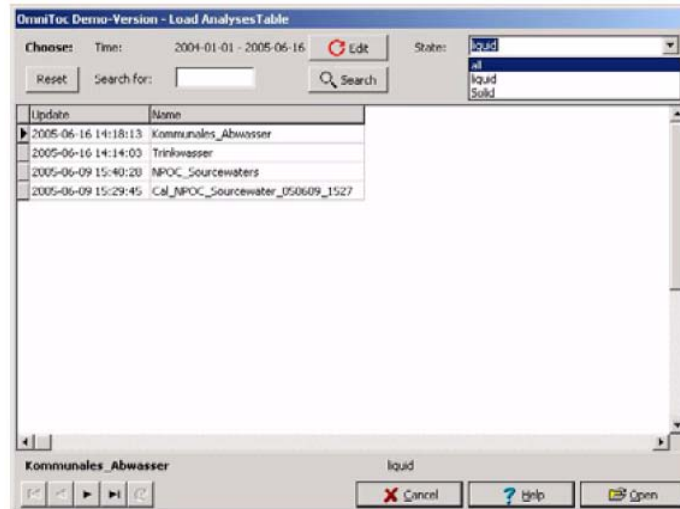 OmniToc Demo-Version - Load AnalysesTable
Choose: Time: 2004-01-01 - 2005-06-16 Edit State: liquid
Reset Search for: Search
all
liquid
Solid
Update Name
2005-06-16 14:18:13 Kommunales_Abwasser
2005-06-16 14:14:03 Trinkwasser
2005-06-09 15:40:28 NPOC_Sourcewaters
2005-06-09 15:29:45 Cal_NPOC_Sourcewater_050609_1527
Kommunales_Abwasser liquid
Cancel Help Open